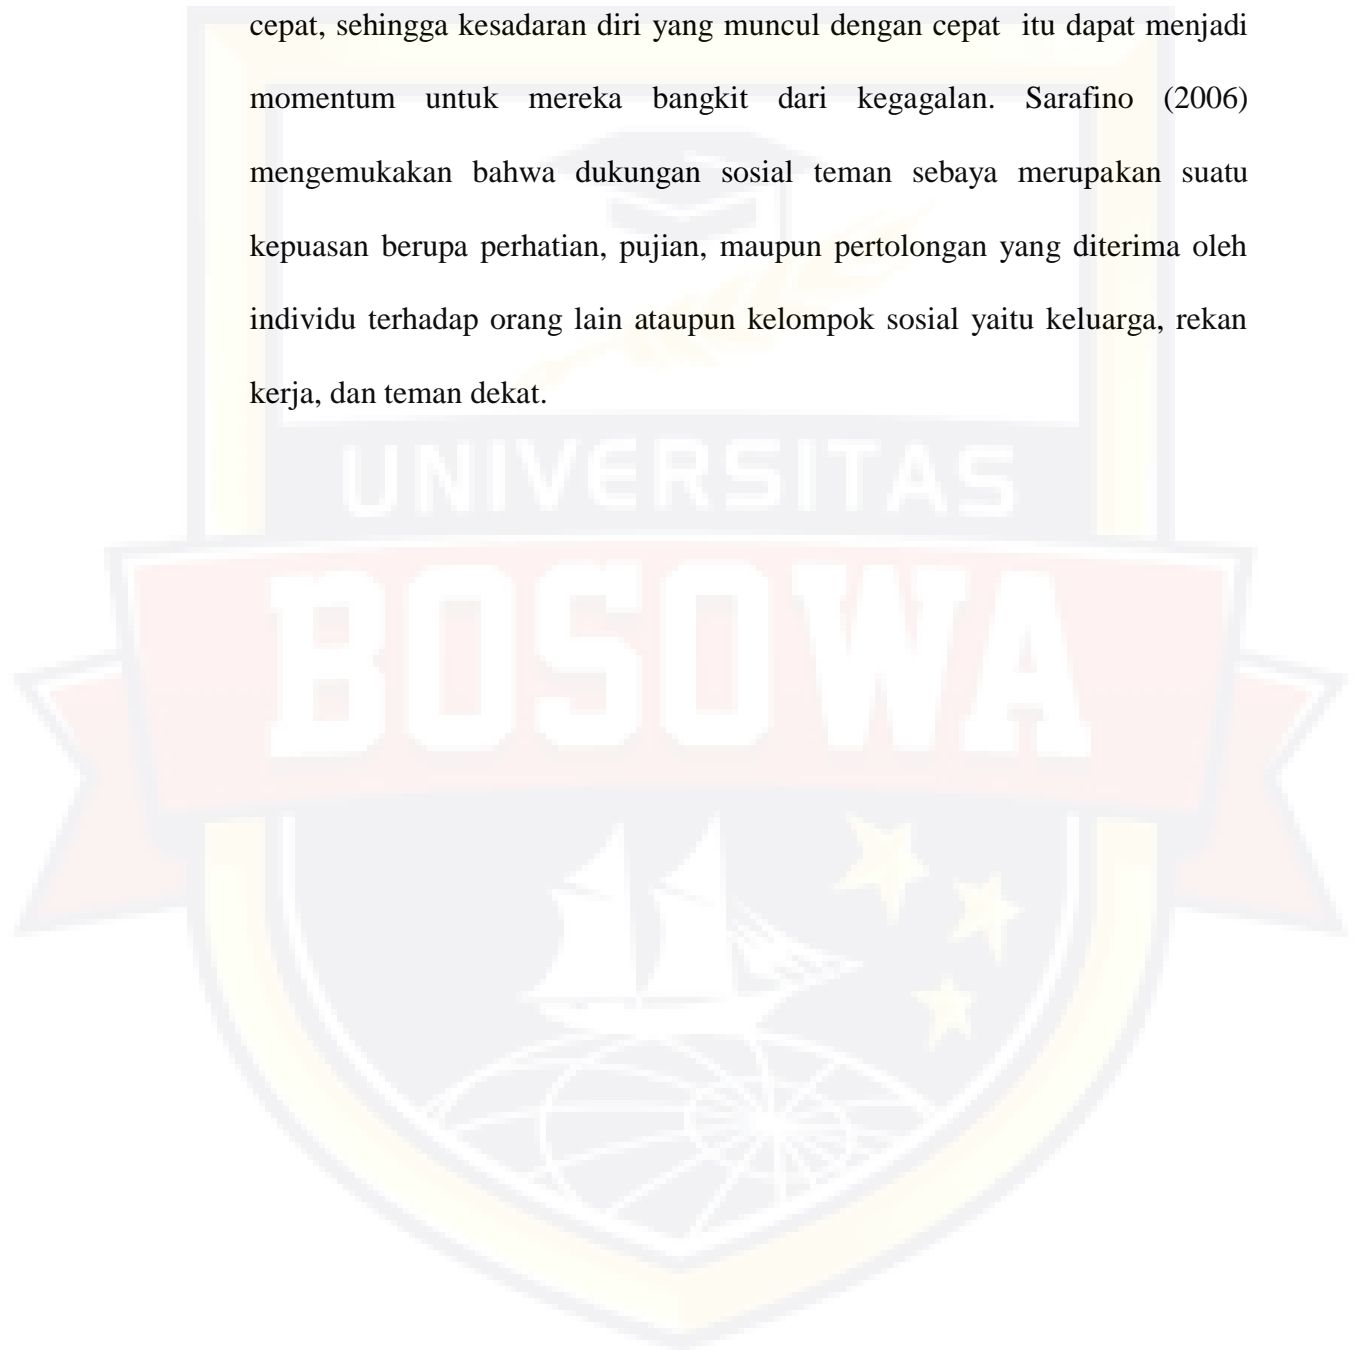 cepat, sehingga kesadaran diri yang muncul dengan cepat  itu dapat menjadi
momentum untuk mereka bangkit dari kegagalan. Sarafino (2006)
mengemukakan bahwa dukungan sosial teman sebaya merupakan suatu
kepuasan berupa perhatian, pujian, maupun pertolongan yang diterima oleh
individu terhadap orang lain ataupun kelompok sosial yaitu keluarga, rekan
kerja, dan teman dekat.
UNIVERSITAS
BOSOWA